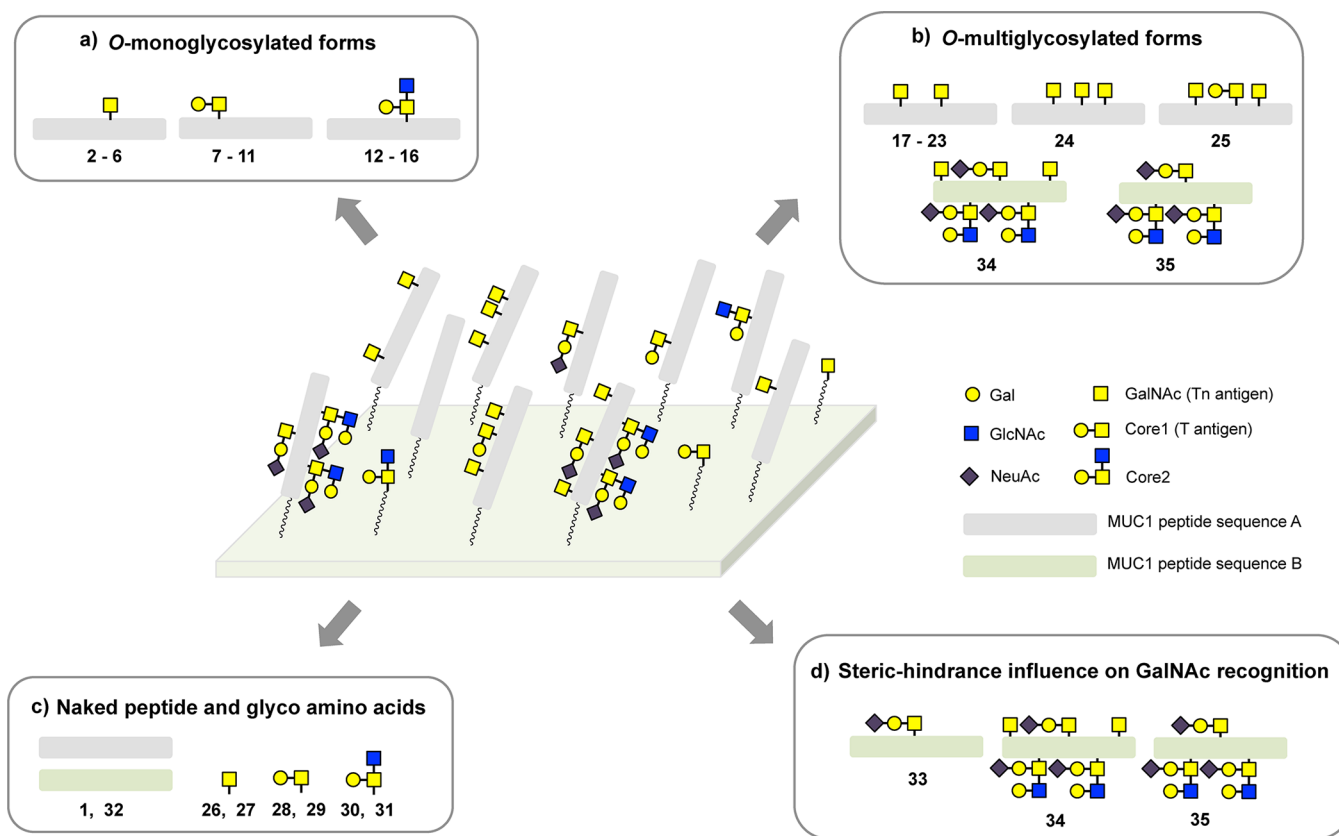 a) O-monoglycosylated forms
2 - 6
7 - 11
12 - 16
b) O-multiglycosylated forms
17 - 23
24
25
34
35
Gal
GalNAc (Tn antigen)
GlcNAc
Core1 (T antigen)
NeuAc
Core2
MUC1 peptide sequence A
MUC1 peptide sequence B
c) Naked peptide and glyco amino acids
1, 32
26, 27
28, 29
30, 31
d) Steric-hindrance influence on GalNAc recognition
33
34
35